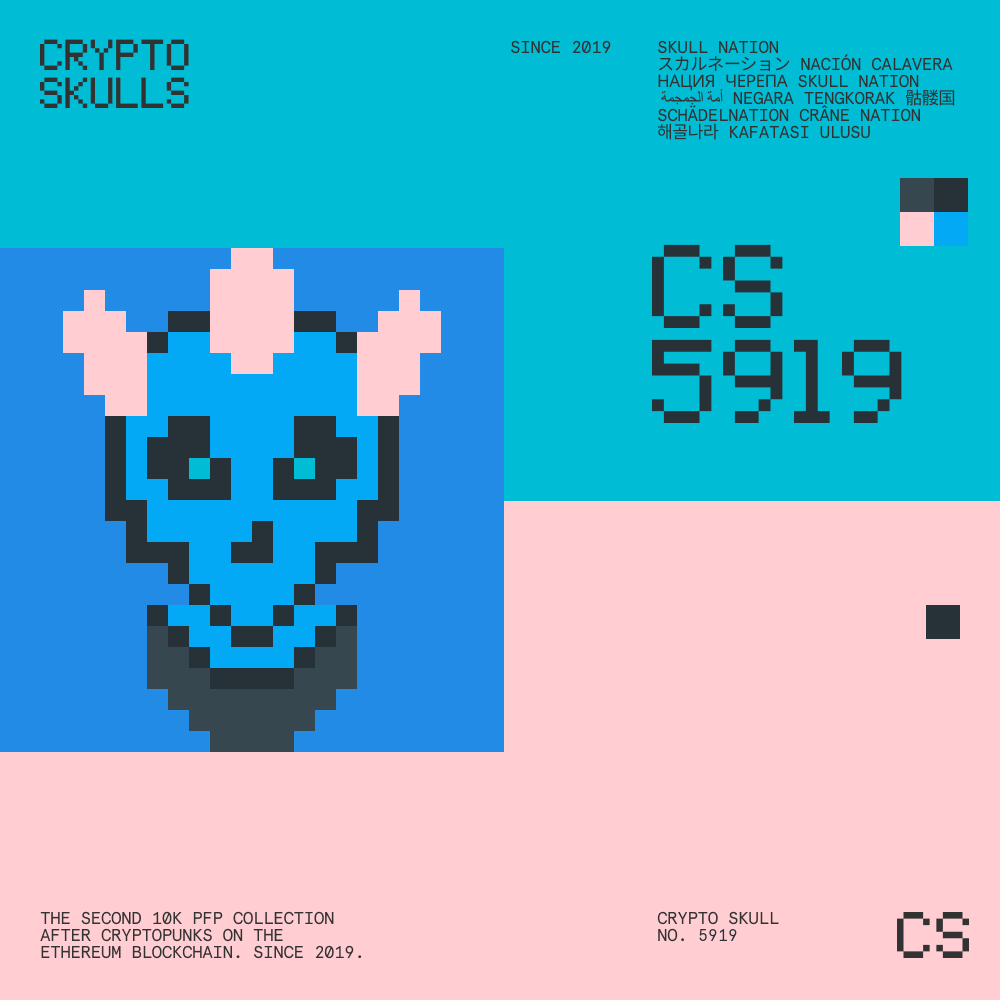 CRYPTO
SKULLS
SINCE 2019
SKULL NATION
スカルネーション NACIÓN CALAVERA
НАЦИЯ ЧЕРЕПА SKULL NATION
أمة الجمجمة NEGARA TENGKORAK 骷髅国
SCHÄDELNATION CRÂNE NATION
해골나라 KAFATASI ULUSU
CS
5919
THE SECOND 10K PFP COLLECTION
AFTER CRYPTOPUNKS ON THE
ETHEREUM BLOCKCHAIN. SINCE 2019.
CRYPTO SKULL
NO. 5919
CS